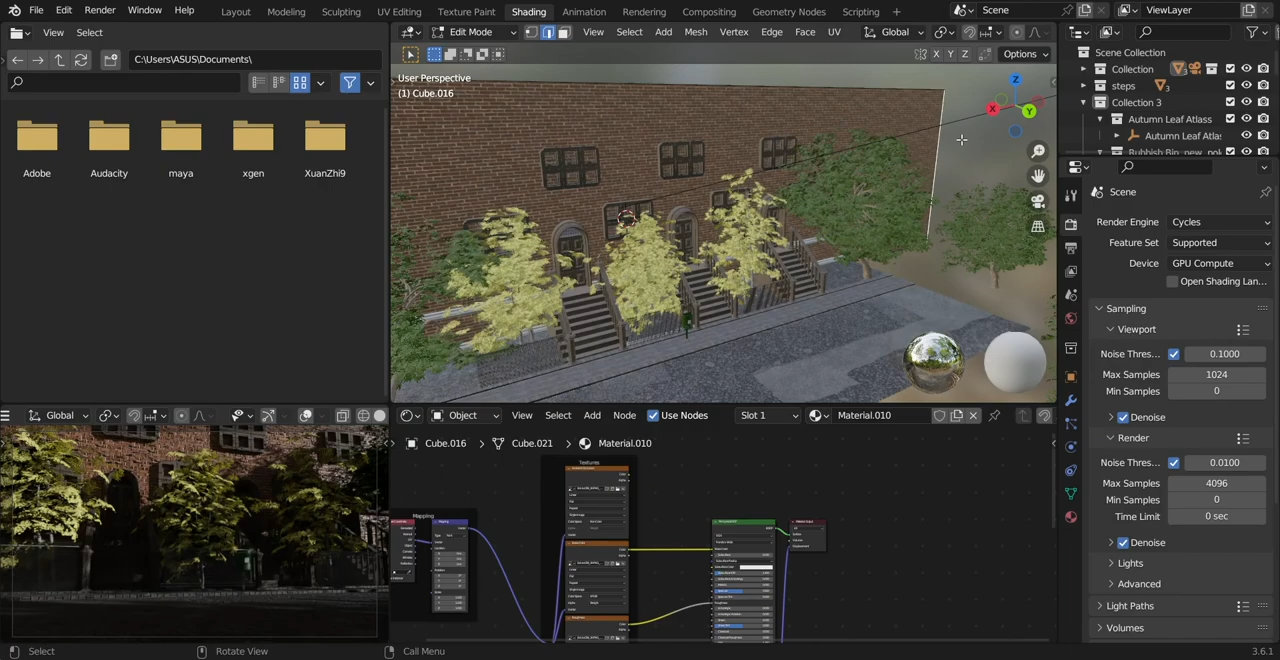 File Edit Render Window Help
Layout Modeling Sculpting UV Editing Texture Paint Shading Animation Rendering Compositing Geometry Nodes Scripting +
Scene
ViewLayer
View Select
C:\Users\ASUS\Documents\
Adobe
Audacity
maya
xgen
XuanZhi9
Edit Mode
View Select Add Mesh Vertex Edge Face UV
Global
X Y Z
Options
User Perspective
(1) Cube.016
Z
X
Y
Scene Collection
Collection
3
steps
3
Collection 3
Autumn Leaf Atlass
Autumn Leaf Atlas
Scene
Render Engine Cycles
Feature Set Supported
Device GPU Compute
Open Shading Lan...
Sampling
Viewport
Noise Thres... 0.1000
Max Samples 1024
Min Samples 0
Denoise
Render
Noise Thres... 0.0100
Max Samples 4096
Min Samples 0
Time Limit 0 sec
Denoise
Lights
Advanced
Light Paths
Volumes
Global
Object
View Select Add Node Use Nodes
Slot 1
Material.010
Cube.016 > Cube.021 > Material.010
Textures
Mapping
Select
Rotate View
Call Menu
3.6.1